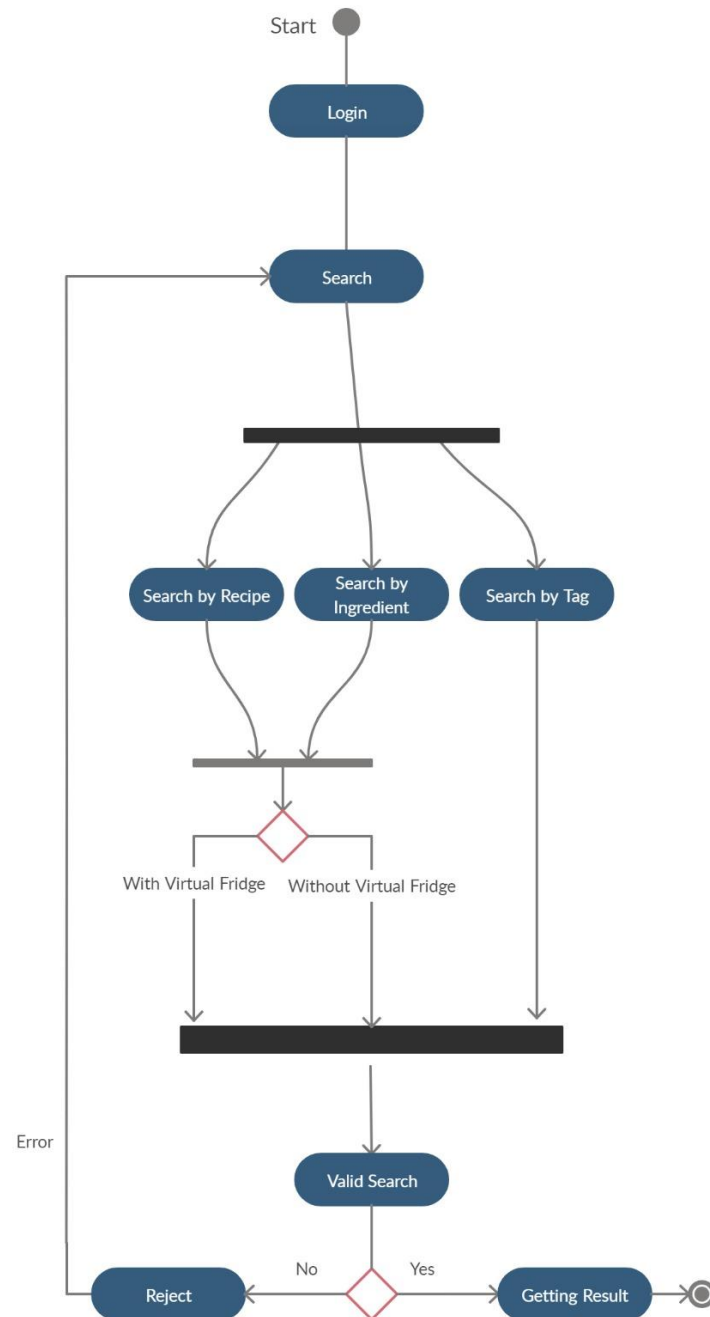 Start
Login
Search
Search by Recipe
Search by
Ingredient
Search by Tag
With Virtual Fridge
Without Virtual Fridge
Error
Valid Search
No
Yes
Reject
Getting Result